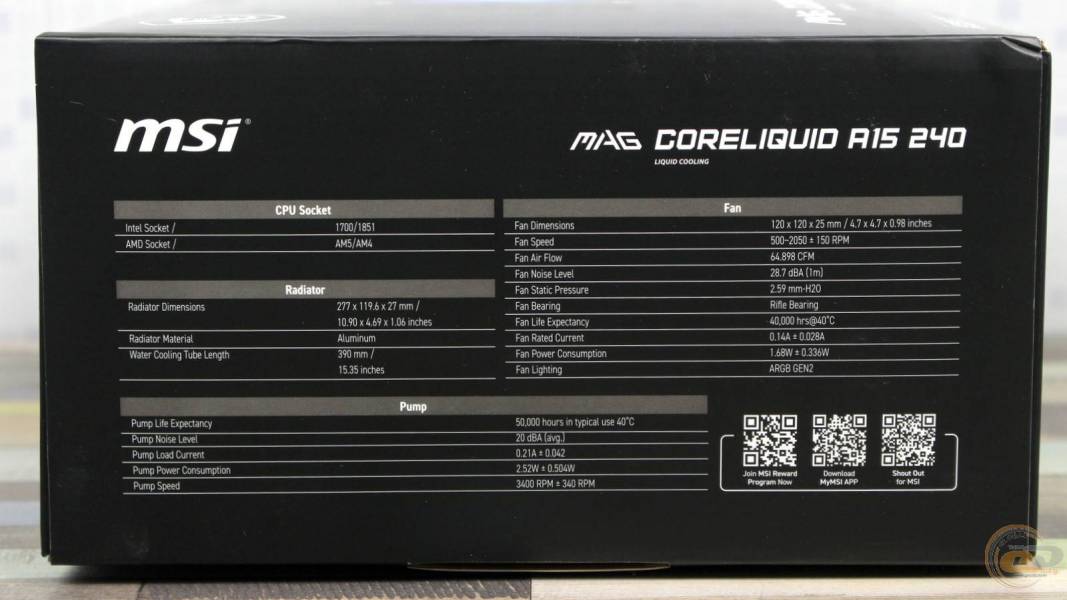 msi
MAG CORELIQUID A15 240
LIQUID COOLING
CPU Socket
Intel Socket / 1700/1851
AMD Socket / AM5/AM4
Radiator
Radiator Dimensions 277 x 119.6 x 27 mm /
10.90 x 4.69 x 1.06 inches
Radiator Material Aluminum
Water Cooling Tube Length 390 mm /
15.35 inches
Fan
Fan Dimensions 120 x 120 x 25 mm / 4.7 x 4.7 x 0.98 inches
Fan Speed 500~2050 ± 150 RPM
Fan Air Flow 64.898 CFM
Fan Noise Level 28.7 dBA (1m)
Fan Static Pressure 2.59 mm-H2O
Fan Bearing Rifle Bearing
Fan Life Expectancy 40,000 hrs@40°C
Fan Rated Current 0.14A ± 0.028A
Fan Power Consumption 1.68W ± 0.336W
Fan Lighting ARGB GEN2
Pump
Pump Life Expectancy 50,000 hours in typical use 40°C
Pump Noise Level 20 dBA (avg.)
Pump Load Current 0.21A ± 0.042
Pump Power Consumption 2.52W ± 0.504W
Pump Speed 3400 RPM ± 340 RPM
Join MSI Reward
Program Now
Download
MyMSI APP
Shout Out
for MSI